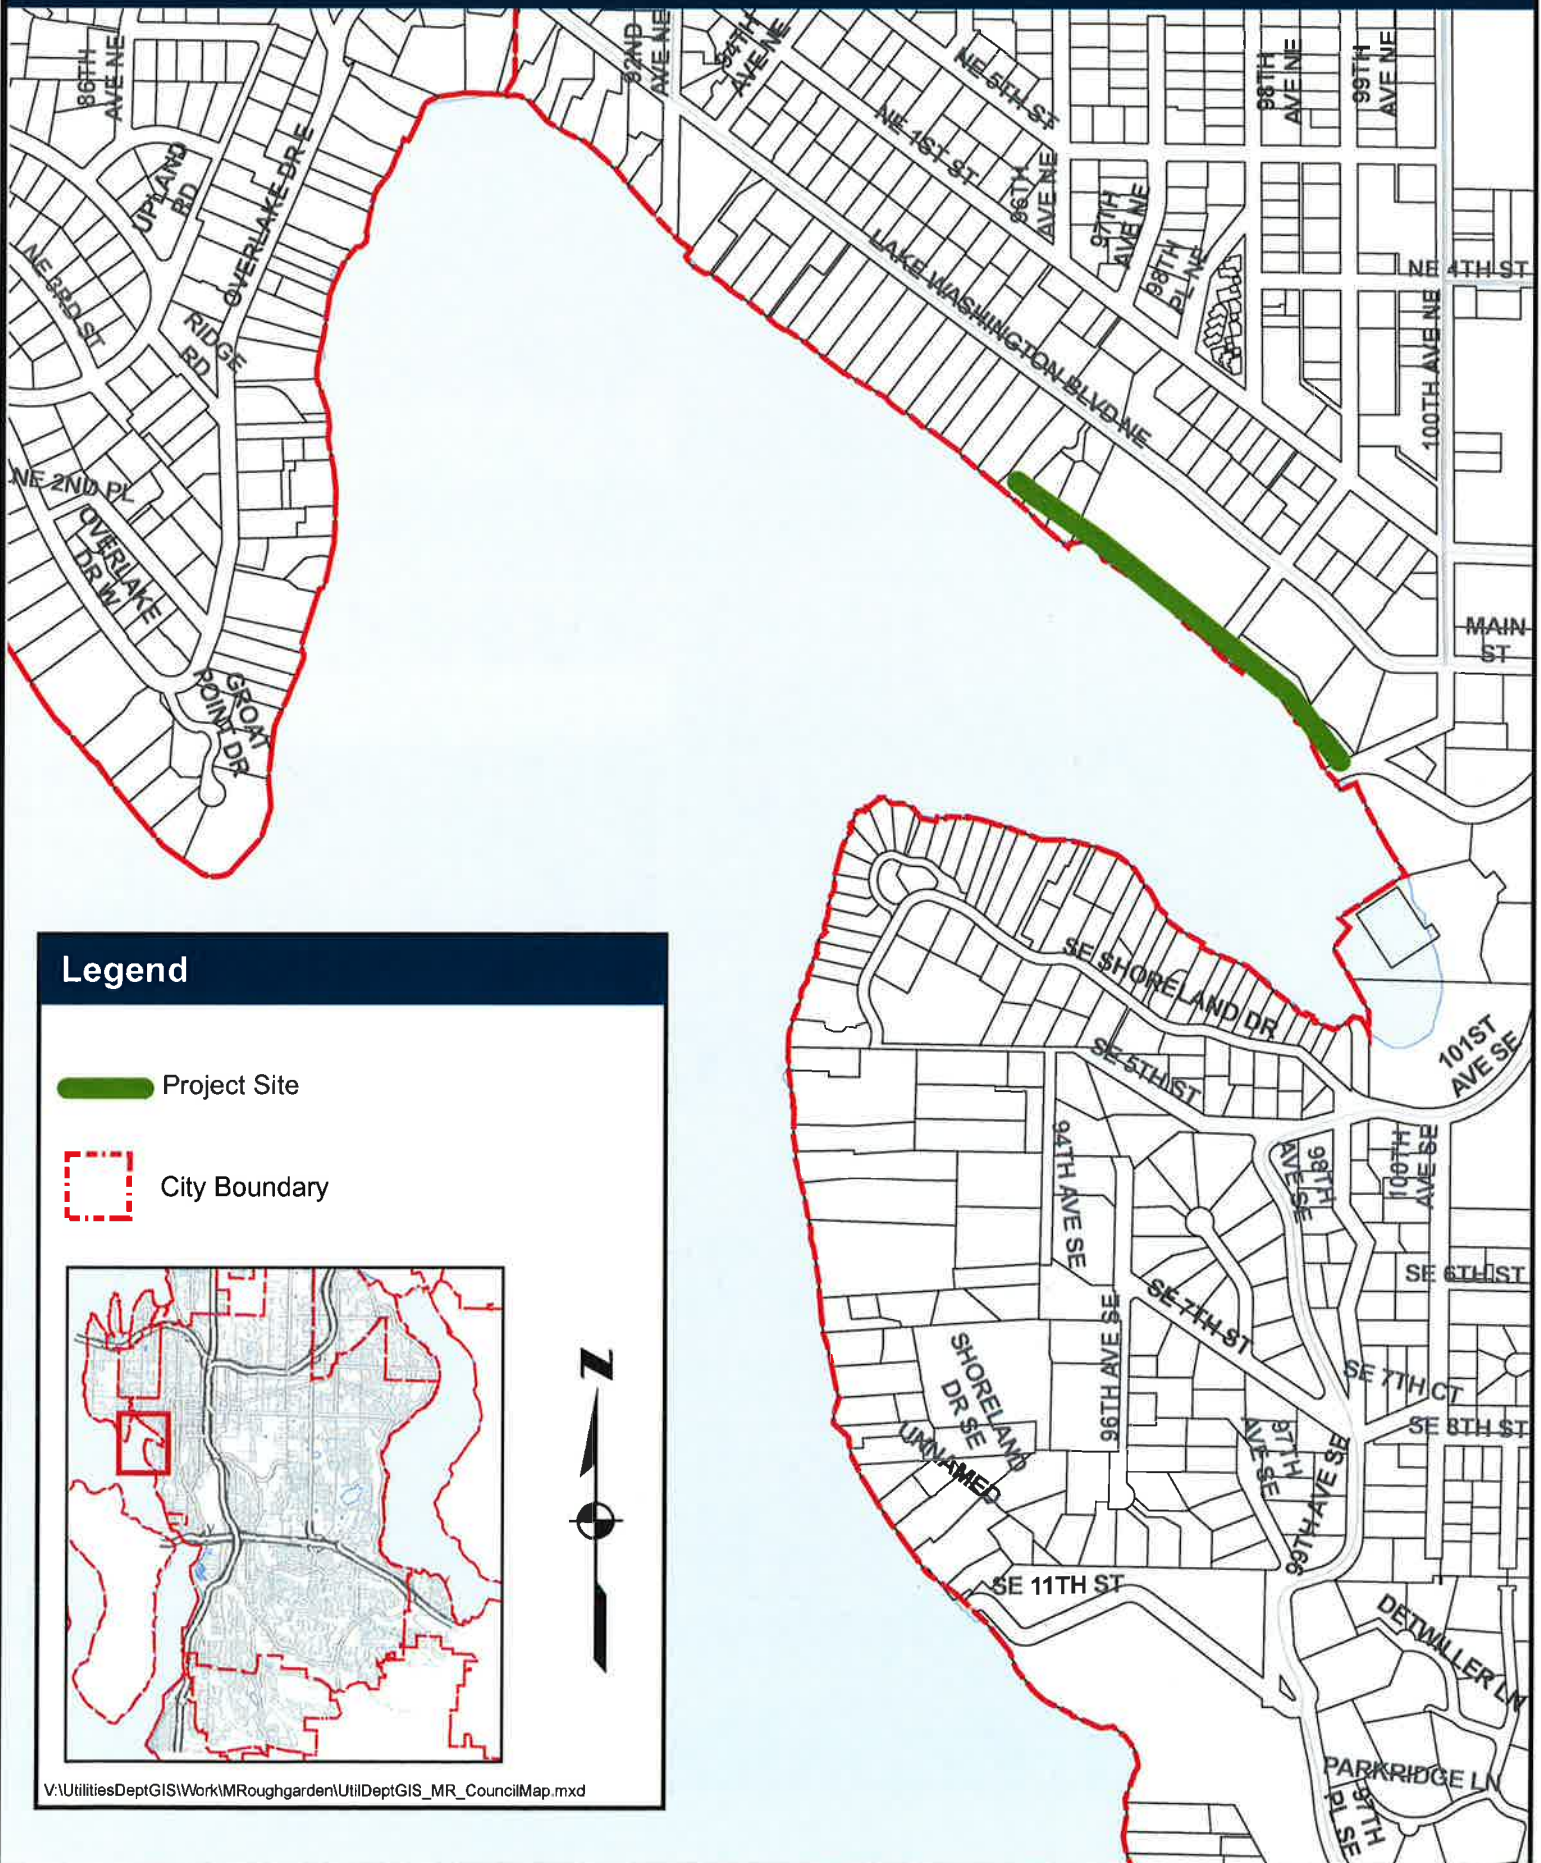 86TH
AVE NE
92ND
AVE NE
94TH
AVE NE
NE 5TH ST
98TH
AVE NE
99TH
AVE NE
NE 1ST ST
UPLAND
RD
OVERLAKE DR E
96TH
AVE NE
97TH
AVE NE
98TH
PL NE
NE 4TH ST
NE 3RD ST
RIDGE
RD
LAKE WASHINGTON BLVD NE
100TH AVE NE
NE 2ND PL
OVERLAKE
DR W
MAIN
ST
GROAT
POINT DR
SE SHORELAND DR
101ST
AVE SE
SE 5TH ST
94TH AVE SE
98TH
AVE SE
100TH
AVE SE
SE 6TH ST
SE 7TH ST
96TH AVE SE
SHORELAND
DR SE
UNNAMED
SE 7TH CT
SE 8TH ST
97TH
AVE SE
99TH AVE SE
SE 11TH ST
DETWILLER LN
PARKRIDGE LN
97TH
PL SE
Legend
Project Site
City Boundary
N
V:\UtilitiesDeptGIS\Work\MRoughgarden\UtilDeptGIS_MR_CouncilMap.mxd